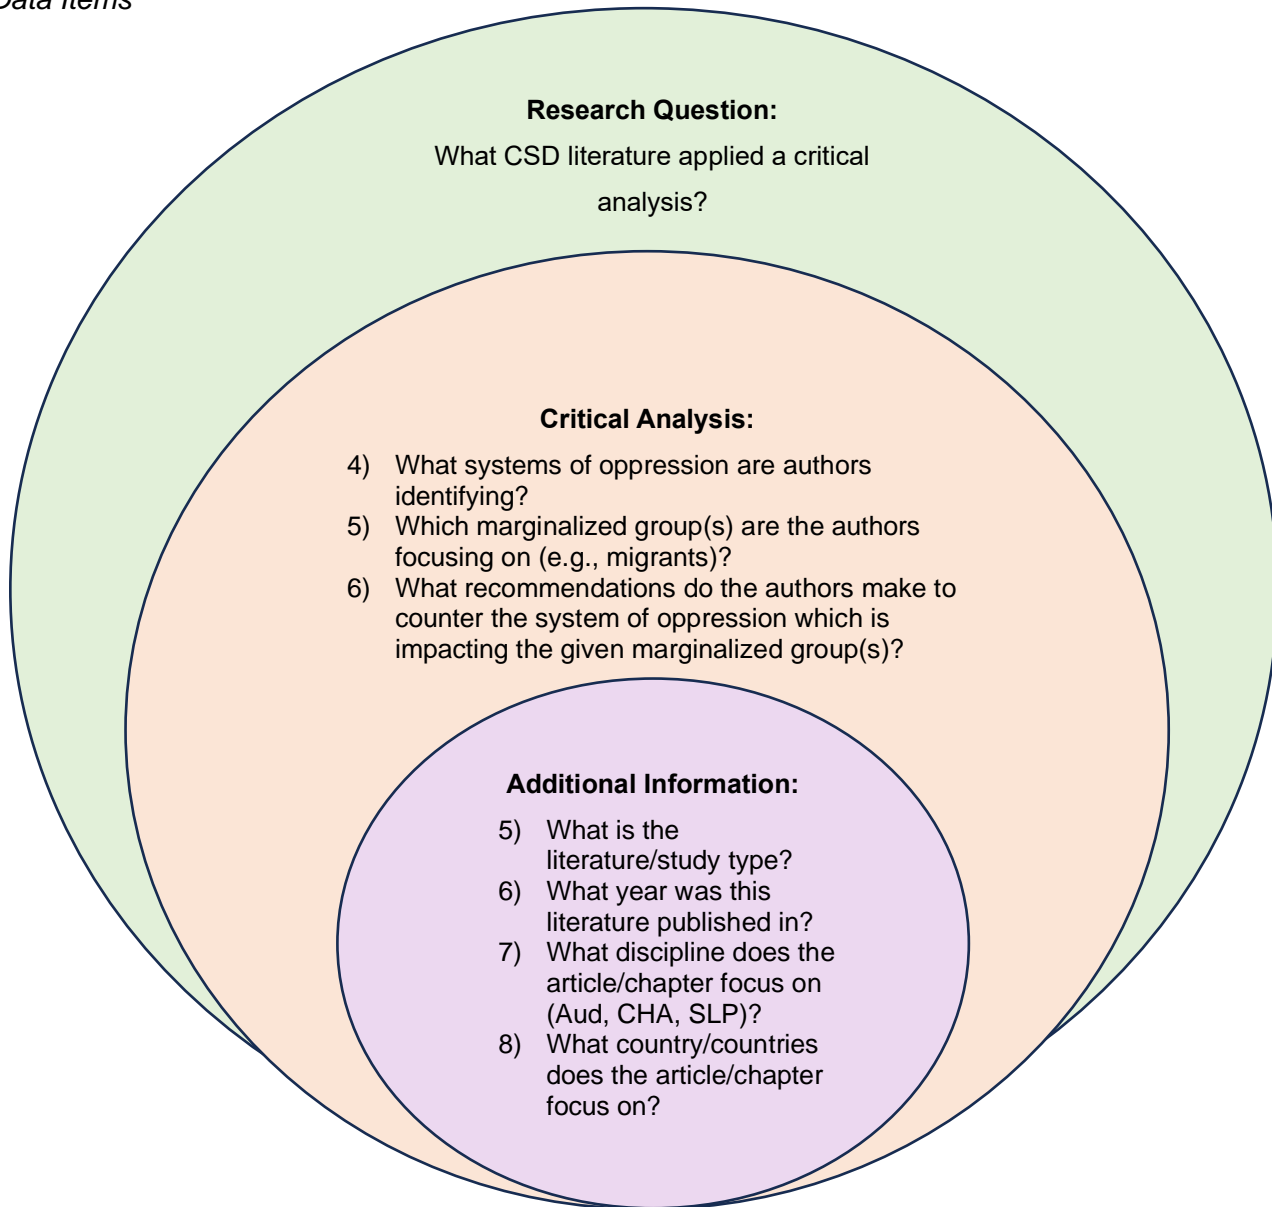 Data Items
Research Question:
What CSD literature applied a critical
analysis?
Critical Analysis:
4) What systems of oppression are authors
identifying?
5) Which marginalized group(s) are the authors
focusing on (e.g., migrants)?
6) What recommendations do the authors make to
counter the system of oppression which is
impacting the given marginalized group(s)?
Additional Information:
5) What is the
literature/study type?
6) What year was this
literature published in?
7) What discipline does the
article/chapter focus on
(Aud, CHA, SLP)?
8) What country/countries
does the article/chapter
focus on?